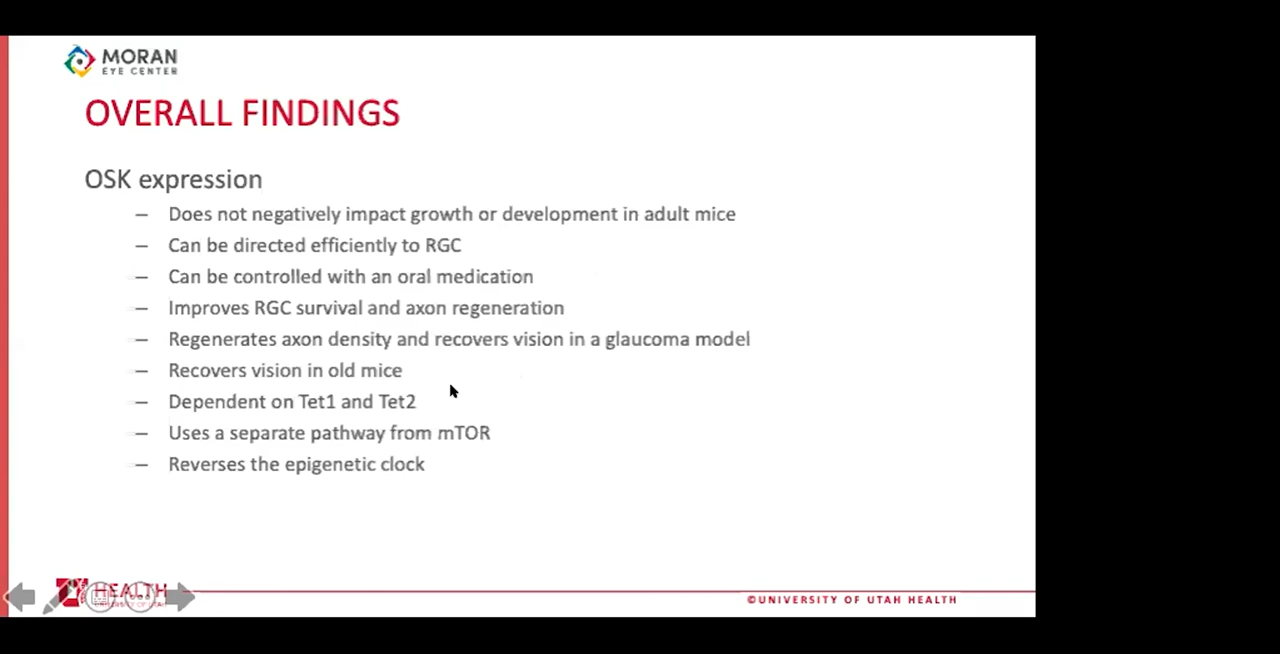 MORAN
EYE CENTER
OVERALL FINDINGS
OSK expression
– Does not negatively impact growth or development in adult mice
– Can be directed efficiently to RGC
– Can be controlled with an oral medication
– Improves RGC survival and axon regeneration
– Regenerates axon density and recovers vision in a glaucoma model
– Recovers vision in old mice
– Dependent on Tet1 and Tet2
– Uses a separate pathway from mTOR
– Reverses the epigenetic clock
HEALTH
UNIVERSITY OF UTAH
©UNIVERSITY OF UTAH HEALTH